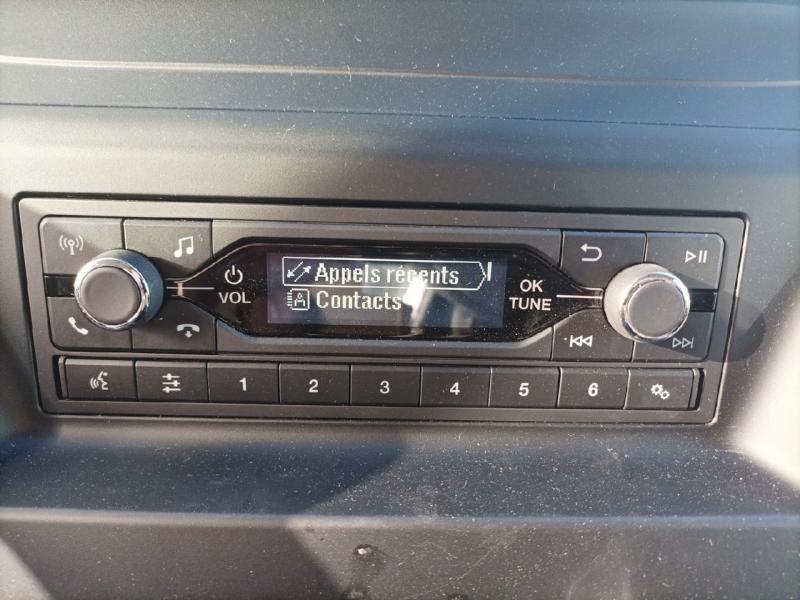 Appels récents
Contacts
VOL
OK
TUNE
1 2 3 4 5 6